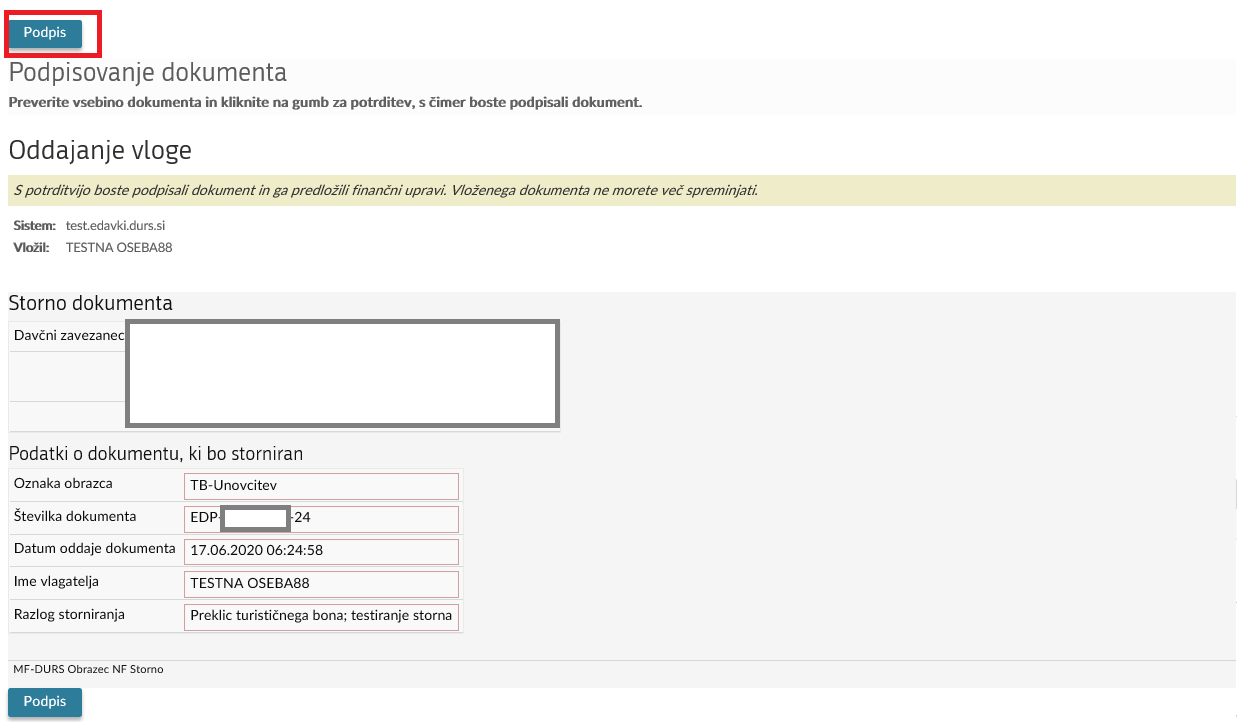 Podpis
Podpisovanje dokumenta
Preverite vsebino dokumenta in kliknite na gumb za potrditev, s čimer boste podpisali dokument.
Oddajanje vloge
S potrditvijo boste podpisali dokument in ga predložili finančni upravi. Vloženega dokumenta ne morete več spreminjati.
Sistem: test.edavki.durs.si
Vložil: TESTNA OSEBA88
Storno dokumenta
Davčni zavezanec
Podatki o dokumentu, ki bo storniran
Oznaka obrazca TB-Unovcitev
Številka dokumenta EDP- -24
Datum oddaje dokumenta 17.06.2020 06:24:58
Ime vlagatelja TESTNA OSEBA88
Razlog storniranja Preklic turističnega bona; testiranje storna
MF-DURS Obrazec NF Storno
Podpis